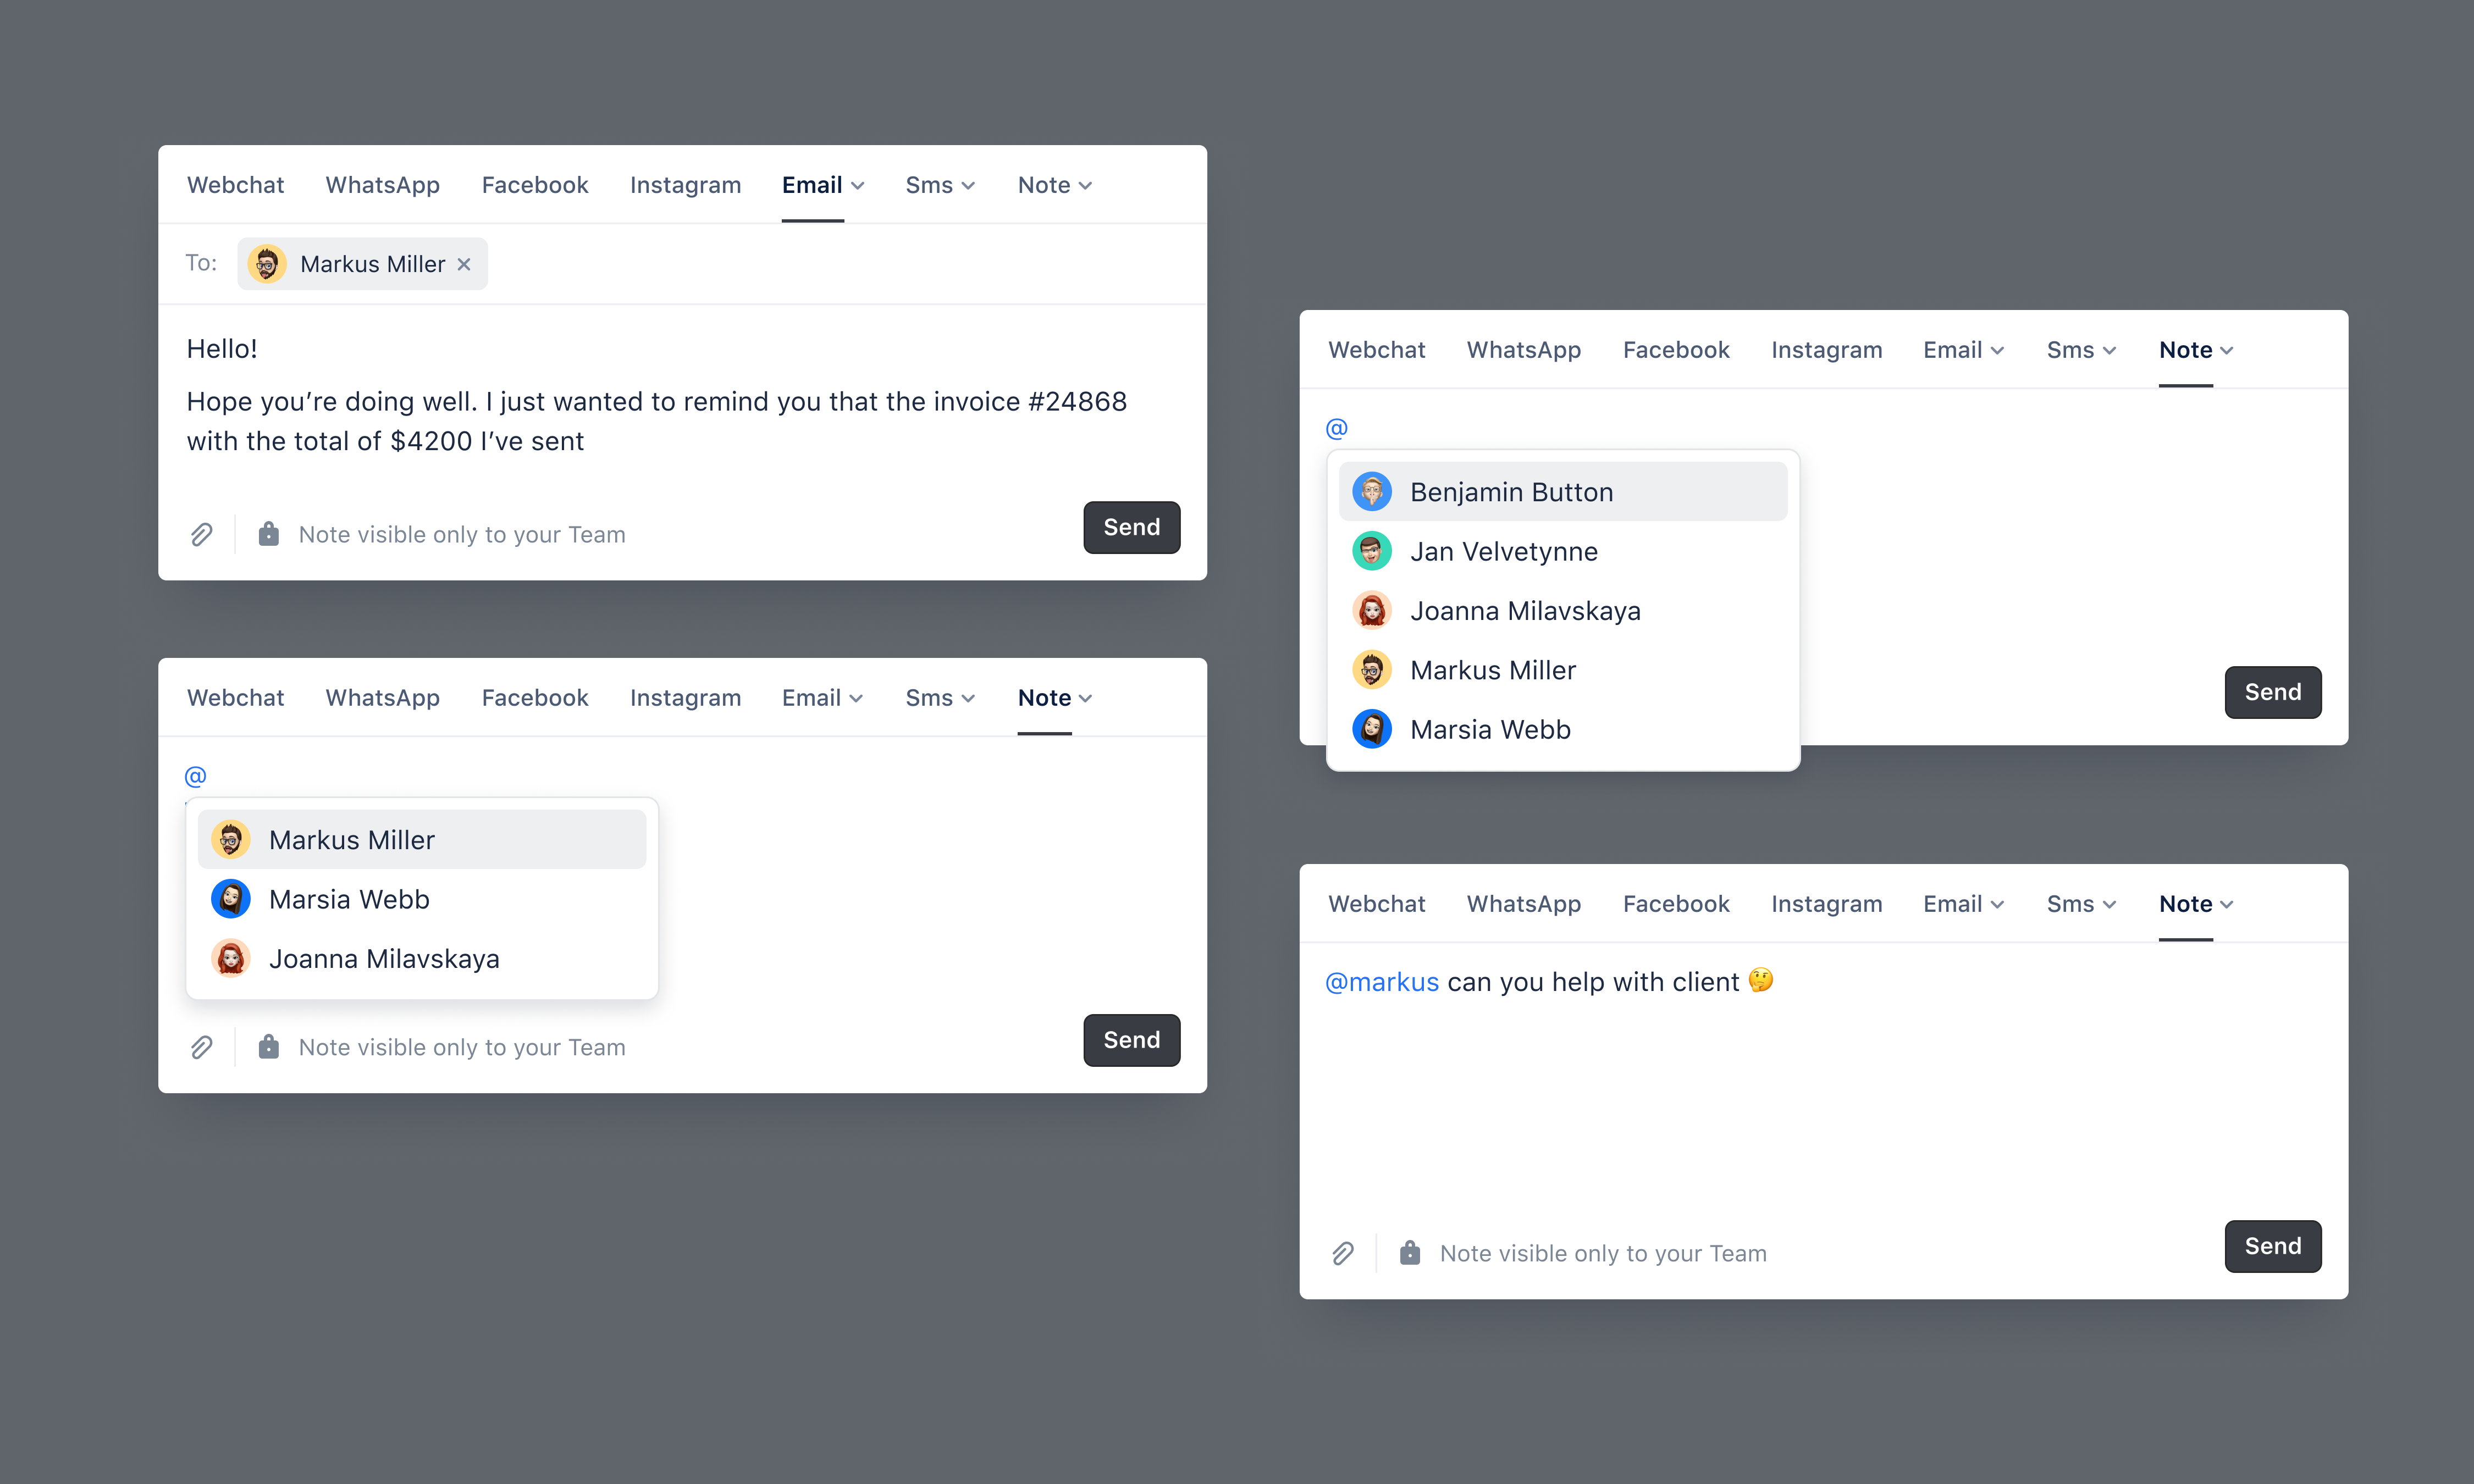 Webchat WhatsApp Facebook Instagram Email Sms Note
To: Markus Miller
Hello!
Hope you’re doing well. I just wanted to remind you that the invoice #24868
with the total of $4200 I’ve sent
Note visible only to your Team Send
Webchat WhatsApp Facebook Instagram Email Sms Note
@
Markus Miller
Marsia Webb
Joanna Milavskaya
Note visible only to your Team Send
Webchat WhatsApp Facebook Instagram Email Sms Note
@
Benjamin Button
Jan Velvetynne
Joanna Milavskaya
Markus Miller
Marsia Webb
Send
Webchat WhatsApp Facebook Instagram Email Sms Note
@markus can you help with client 🤔
Note visible only to your Team Send